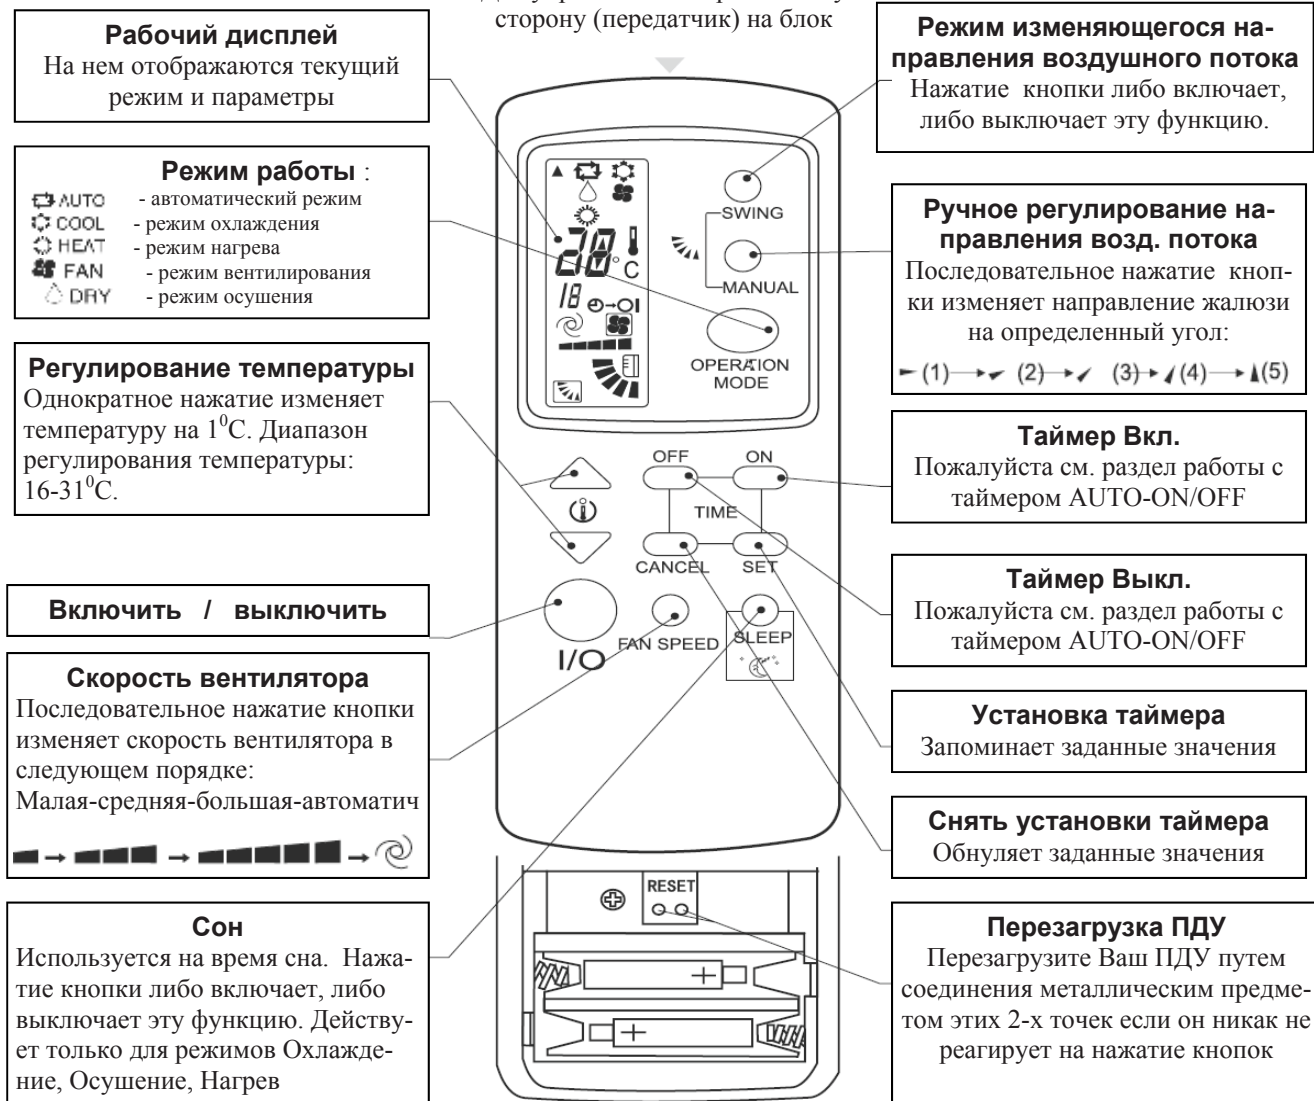 сторону (передатчик) на блок
Рабочий дисплей
На нем отображаются текущий
режим и параметры
Режим работы :
AUTO - автоматический режим
COOL - режим охлаждения
HEAT - режим нагрева
FAN - режим вентилирования
DRY - режим осушения
Регулирование температуры
Однократное нажатие изменяет
температуру на 1⁰С. Диапазон
регулирования температуры:
16-31⁰С.
Включить / выключить
Скорость вентилятора
Последовательное нажатие кнопки
изменяет скорость вентилятора в
следующем порядке:
Малая-средняя-большая-автоматич
Сон
Используется на время сна. Нажа-
тие кнопки либо включает, либо
выключает эту функцию. Действу-
ет только для режимов Охлажде-
ние, Осушение, Нагрев
°C
18
SWING
MANUAL
OPERATION
MODE
OFF ON
TIME
CANCEL SET
I/O
FAN SPEED
SLEEP
RESET
Режим изменяющегося на-
правления воздушного потока
Нажатие кнопки либо включает,
либо выключает эту функцию.
Ручное регулирование на-
правления возд. потока
Последовательное нажатие кноп-
ки изменяет направление жалюзи
на определенный угол:
(1) (2) (3) (4) (5)
Таймер Вкл.
Пожалуйста см. раздел работы с
таймером AUTO-ON/OFF
Таймер Выкл.
Пожалуйста см. раздел работы с
таймером AUTO-ON/OFF
Установка таймера
Запоминает заданные значения
Снять установки таймера
Обнуляет заданные значения
Перезагрузка ПДУ
Перезагрузите Ваш ПДУ путем
соединения металлическим предме-
том этих 2-х точек если он никак не
реагирует на нажатие кнопок